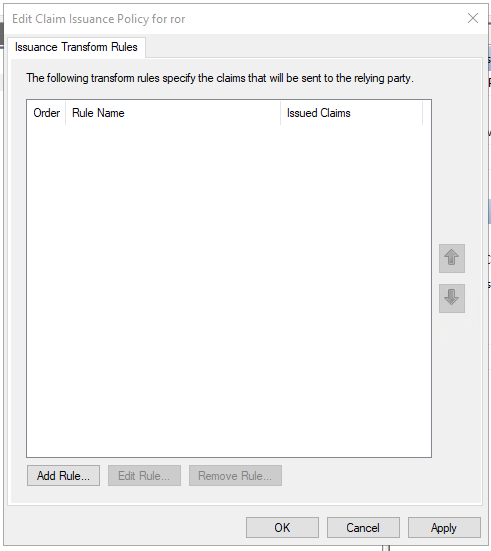 Edit Claim Issuance Policy for ror
Issuance Transform Rules
The following transform rules specify the claims that will be sent to the relying party.
Order Rule Name Issued Claims
Add Rule... Edit Rule... Remove Rule...
OK Cancel Apply